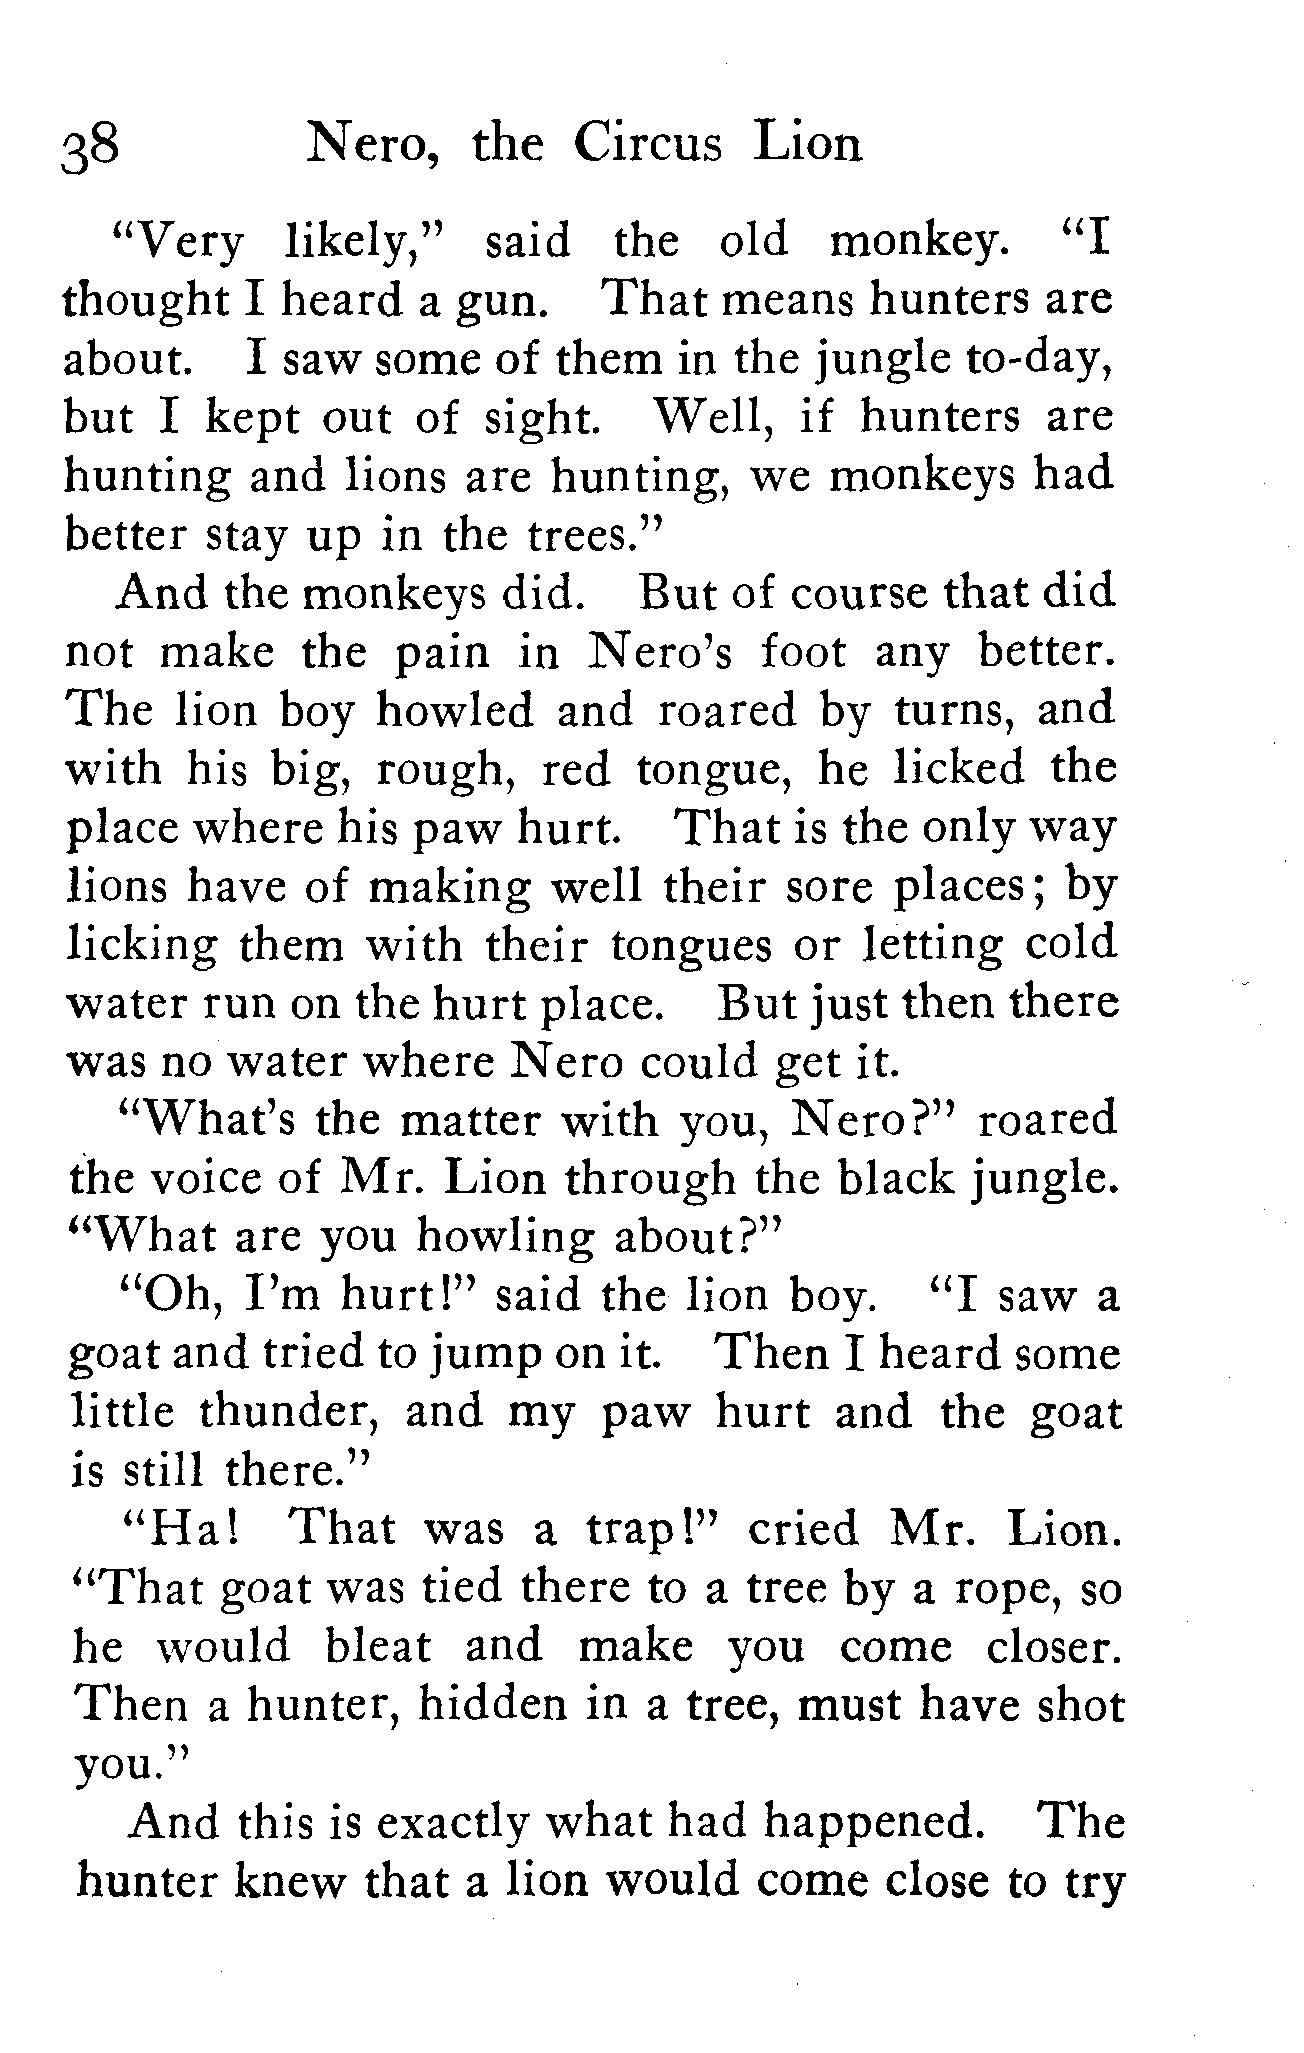 38 Nero, the Circus Lion
“Very likely,” said the old monkey. “I
thought I heard a gun. That means hunters are
about. I saw some of them in the jungle to-day,
but I kept out of sight. Well, if hunters are
hunting and lions are hunting, we monkeys had
better stay up in the trees.”
And the monkeys did. But of course that did
not make the pain in Nero’s foot any better.
The lion boy howled and roared by turns, and
with his big, rough, red tongue, he licked the
place where his paw hurt. That is the only way
lions have of making well their sore places; by
licking them with their tongues or letting cold
water run on the hurt place. But just then there
was no water where Nero could get it.
“What’s the matter with you, Nero?” roared
the voice of Mr. Lion through the black jungle.
“What are you howling about?”
“Oh, I’m hurt!” said the lion boy. “I saw a
goat and tried to jump on it. Then I heard some
little thunder, and my paw hurt and the goat
is still there.”
“Ha! That was a trap!” cried Mr. Lion.
“That goat was tied there to a tree by a rope, so
he would bleat and make you come closer.
Then a hunter, hidden in a tree, must have shot
you.”
And this is exactly what had happened. The
hunter knew that a lion would come close to try